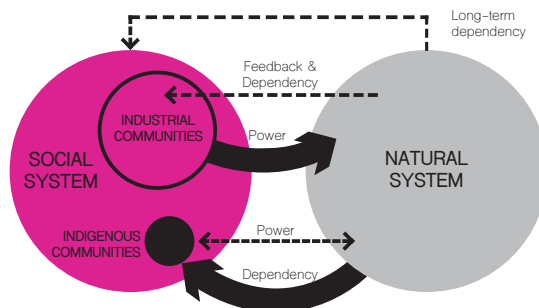 Long-term
dependency
Feedback &
Dependency
INDUSTRIAL
COMMUNITIES
Power
SOCIAL
SYSTEM
NATURAL
SYSTEM
INDIGENOUS
COMMUNITIES
Power
Dependency